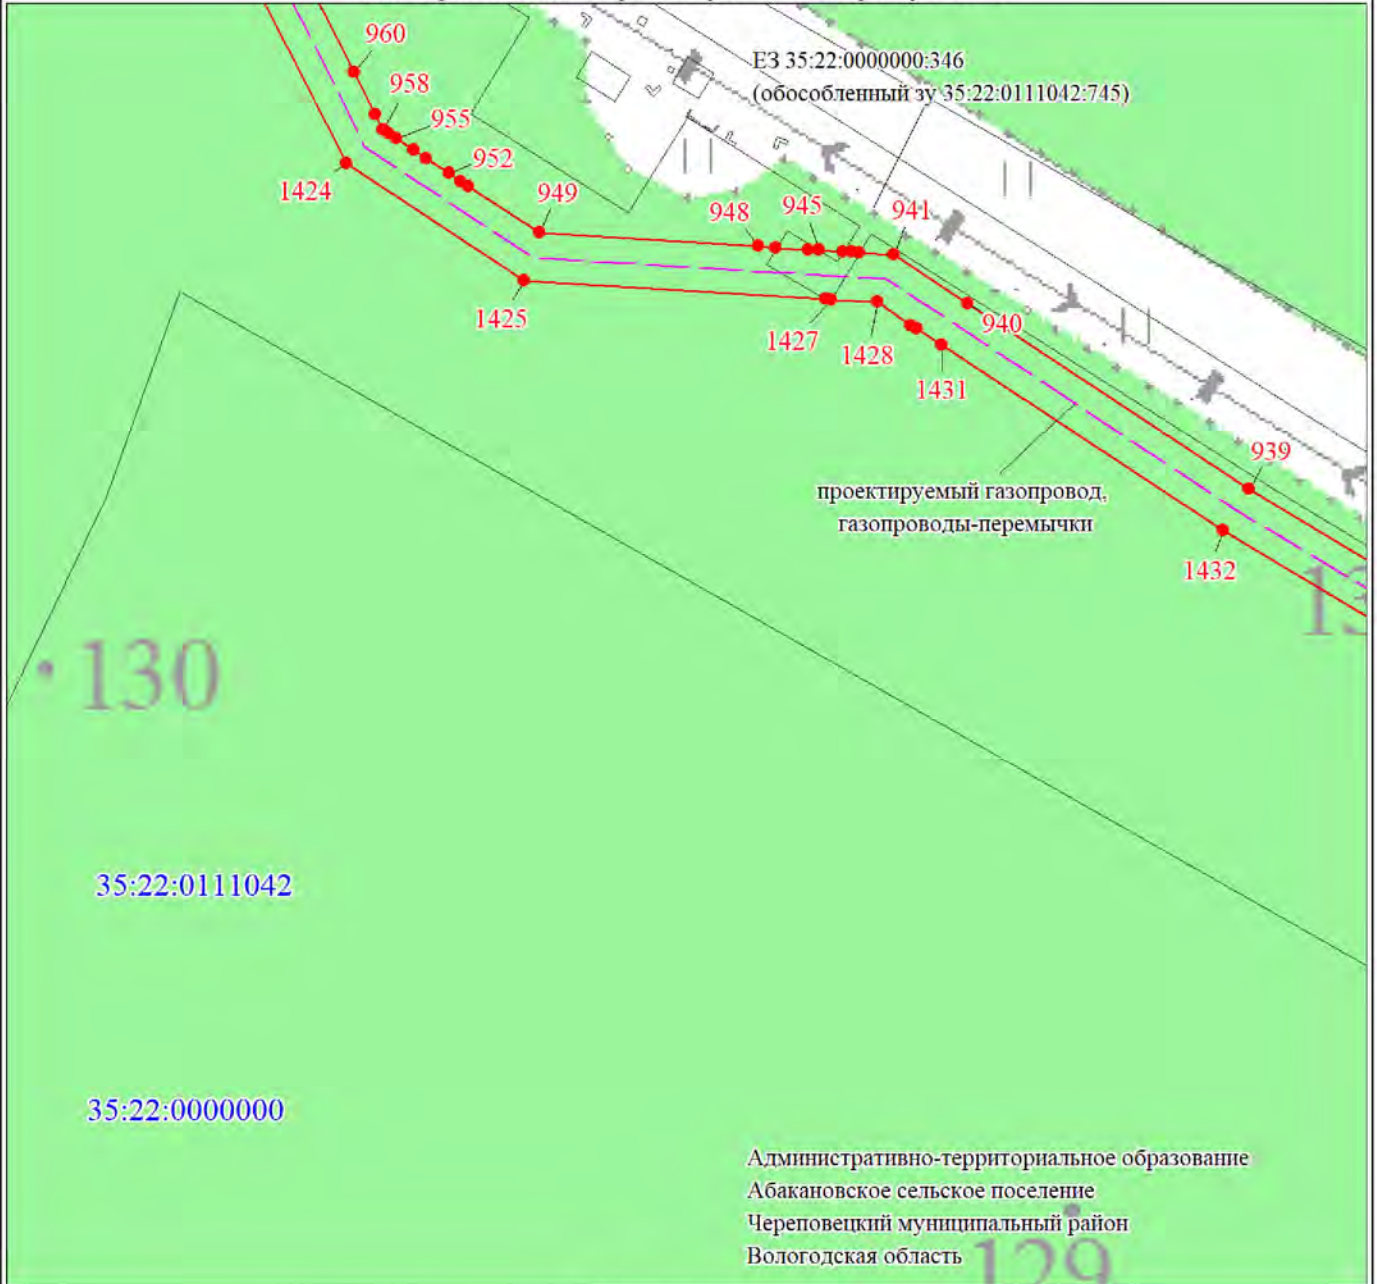 960
ЕЗ 35:22:0000000:346
(обособленный зу 35:22:0111042:745)
958
955
952
1424
949
948
945
941
1425
1427
1428
940
1431
939
проектируемый газопровод,
газопроводы-перемычки
1432
130
35:22:0111042
35:22:0000000
Административно-территориальное образование
Абакановское сельское поселение
Череповецкий муниципальный район
Вологодская область
129